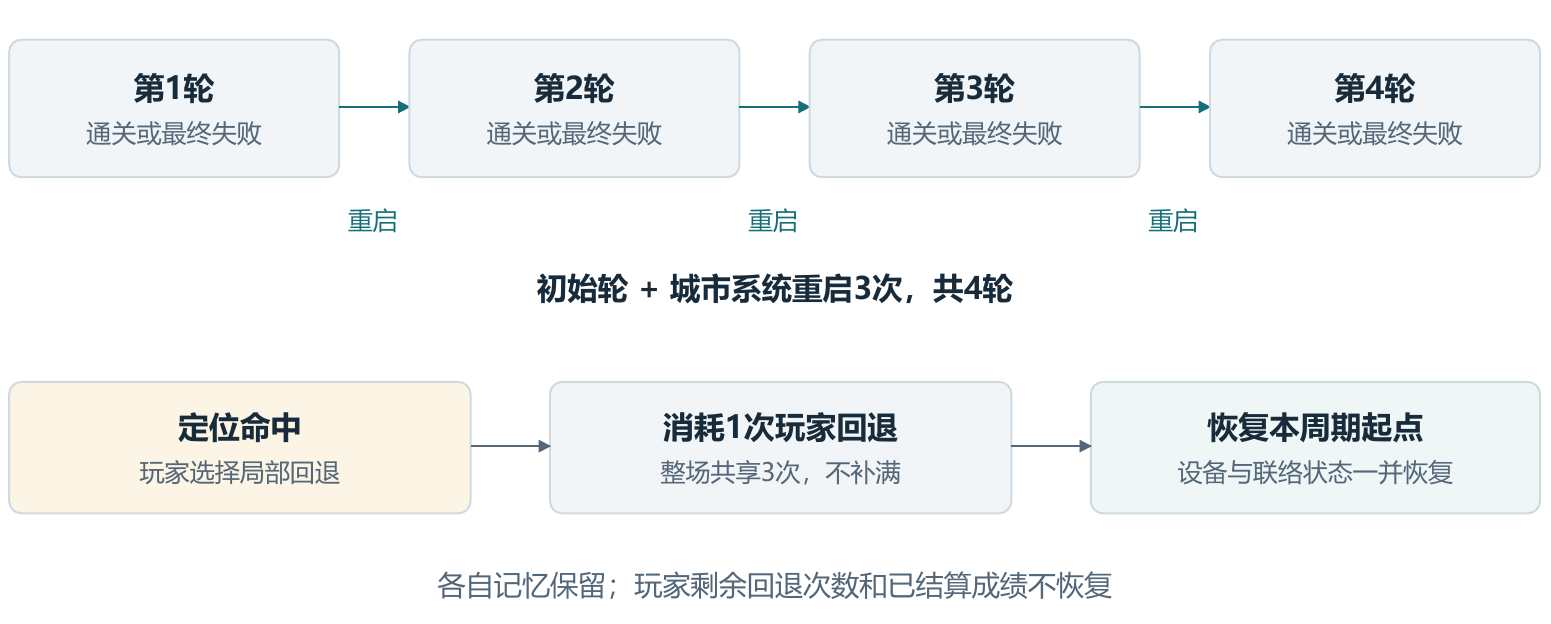 第1轮
通关或最终失败
第2轮
通关或最终失败
第3轮
通关或最终失败
第4轮
通关或最终失败
重启
重启
重启
初始轮 + 城市系统重启3次，共4轮
定位命中
玩家选择局部回退
消耗1次玩家回退
整场共享3次，不补满
恢复本周期起点
设备与联络状态一并恢复
各自记忆保留；玩家剩余回退次数和已结算成绩不恢复